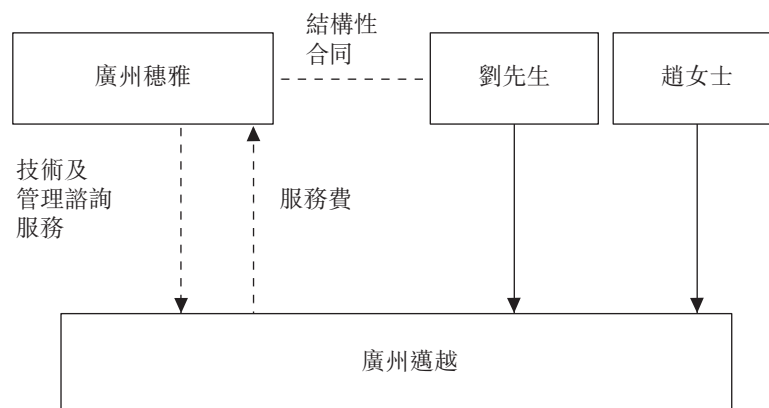 結構性
合同
廣州穗雅
劉先生
趙女士
技術及
管理諮詢
服務
服務費
廣州邁越